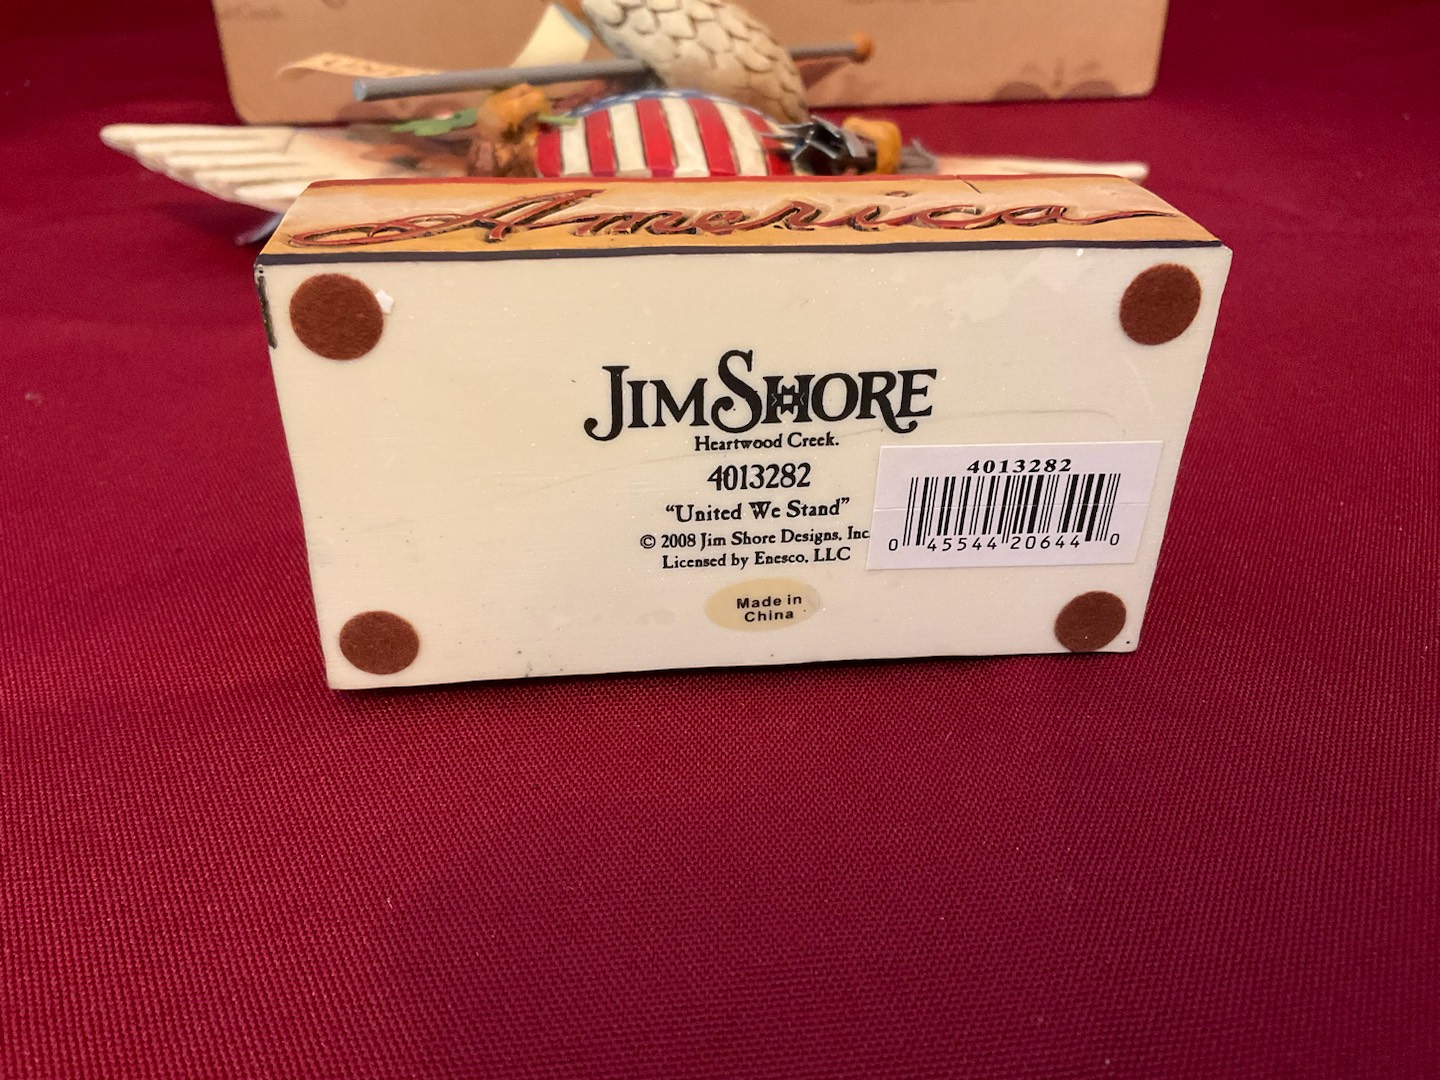 America
JIM SHORE
Heartwood Creek.
4013282
"United We Stand"
© 2008 Jim Shore Designs, Inc
Licensed by Enesco, LLC
Made in
China
4013282
0 45544 20644 0